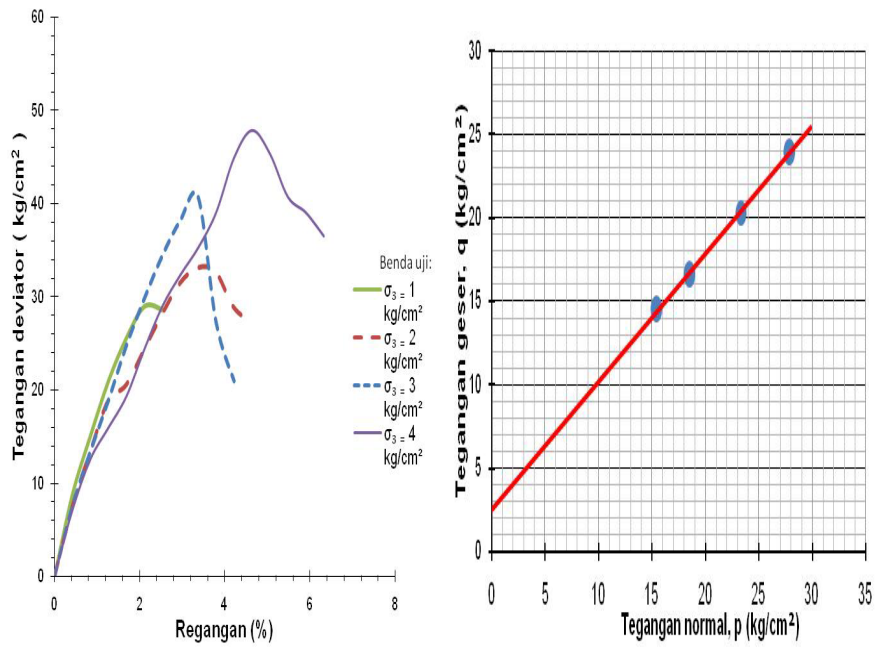 Tegangan deviator ( kg/cm² )
60
50
40
30
20
10
0
0 2 4 6 8
Regangan (%)
Benda uji:
σ₃ = 1
kg/cm²
σ₃ = 2
kg/cm²
σ₃ = 3
kg/cm²
σ₃ = 4
kg/cm²
Tegangan geser, q (kg/cm²)
30
25
20
15
10
5
0
0 5 10 15 20 25 30 35
Tegangan normal, p (kg/cm²)